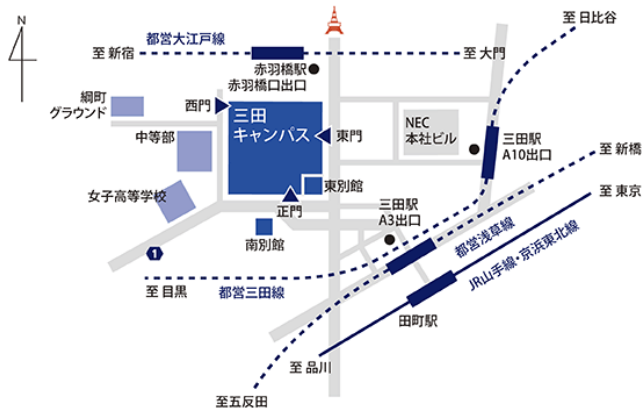 N
至 日比谷
都営大江戸線
至 新宿
至 大門
赤羽橋駅
赤羽橋口出口
綱町
グラウンド
西門
三田
キャンパス
東門
NEC
本社ビル
三田駅
A10出口
至 新橋
中等部
東別館
至 東京
女子高等学校
正門
三田駅
A3出口
南別館
都営浅草線
1
JR山手線・京浜東北線
至 目黒
都営三田線
田町駅
至 品川
至五反田